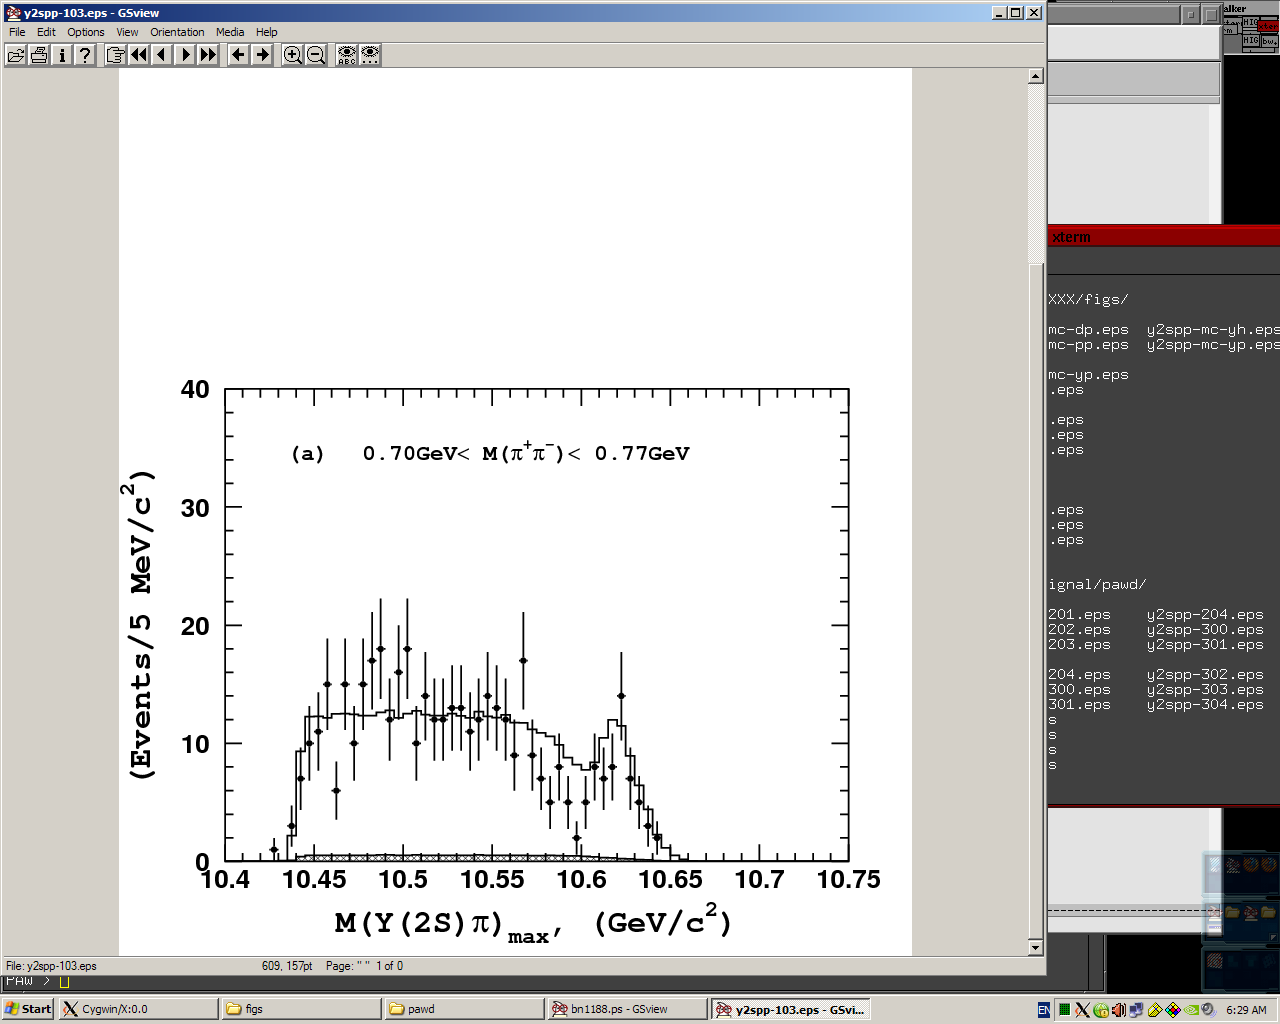 y2spp-103.eps - GSview
File Edit Options View Orientation Media Help
ABC
40
30
20
10
0
(a) 0.70GeV< M(π+π−)< 0.77GeV
(Events/5 MeV/c2)
10.4 10.45 10.5 10.55 10.6 10.65 10.7 10.75
M(Y(2S)π)max, (GeV/c2)
File: y2spp-103.eps 609, 157pt Page: " " 1 of 0
alker
HIG
HIG bw.
xterm
XXX/figs/
mc-dp.eps y2spp-mc-yh.eps
mc-pp.eps y2spp-mc-yp.eps
mc-yp.eps
.eps
.eps
.eps
.eps
.eps
.eps
.eps
ignal/pawd/
201.eps y2spp-204.eps
202.eps y2spp-300.eps
203.eps y2spp-301.eps
204.eps y2spp-302.eps
300.eps y2spp-303.eps
301.eps y2spp-304.eps
s
s
s
s
PAW >
Start Cygwin/X:0.0 figs pawd bn1188.ps - GSview y2spp-103.eps - GSvi... EN 6:29 AM